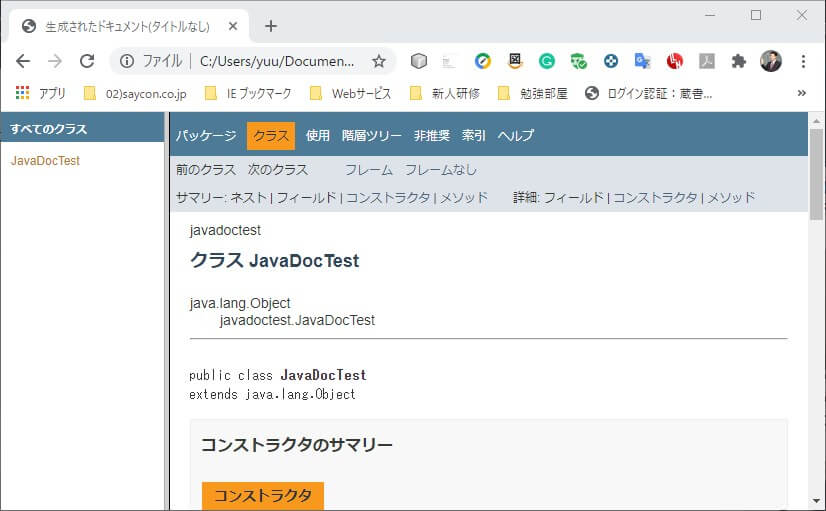 生成されたドキュメント(タイトルなし)
ファイル | C:/Users/yuu/Documen...
アプリ 02)saycon.co.jp IE ブックマーク Webサービス 新人研修 勉強部屋 ログイン認証：蔵書... »
すべてのクラス
JavaDocTest
パッケージ クラス 使用 階層ツリー 非推奨 索引 ヘルプ
前のクラス 次のクラス フレーム フレームなし
サマリー: ネスト | フィールド | コンストラクタ | メソッド 詳細: フィールド | コンストラクタ | メソッド
javadoctest
クラス JavaDocTest
java.lang.Object
javadoctest.JavaDocTest
public class JavaDocTest
extends java.lang.Object
コンストラクタのサマリー
コンストラクタ